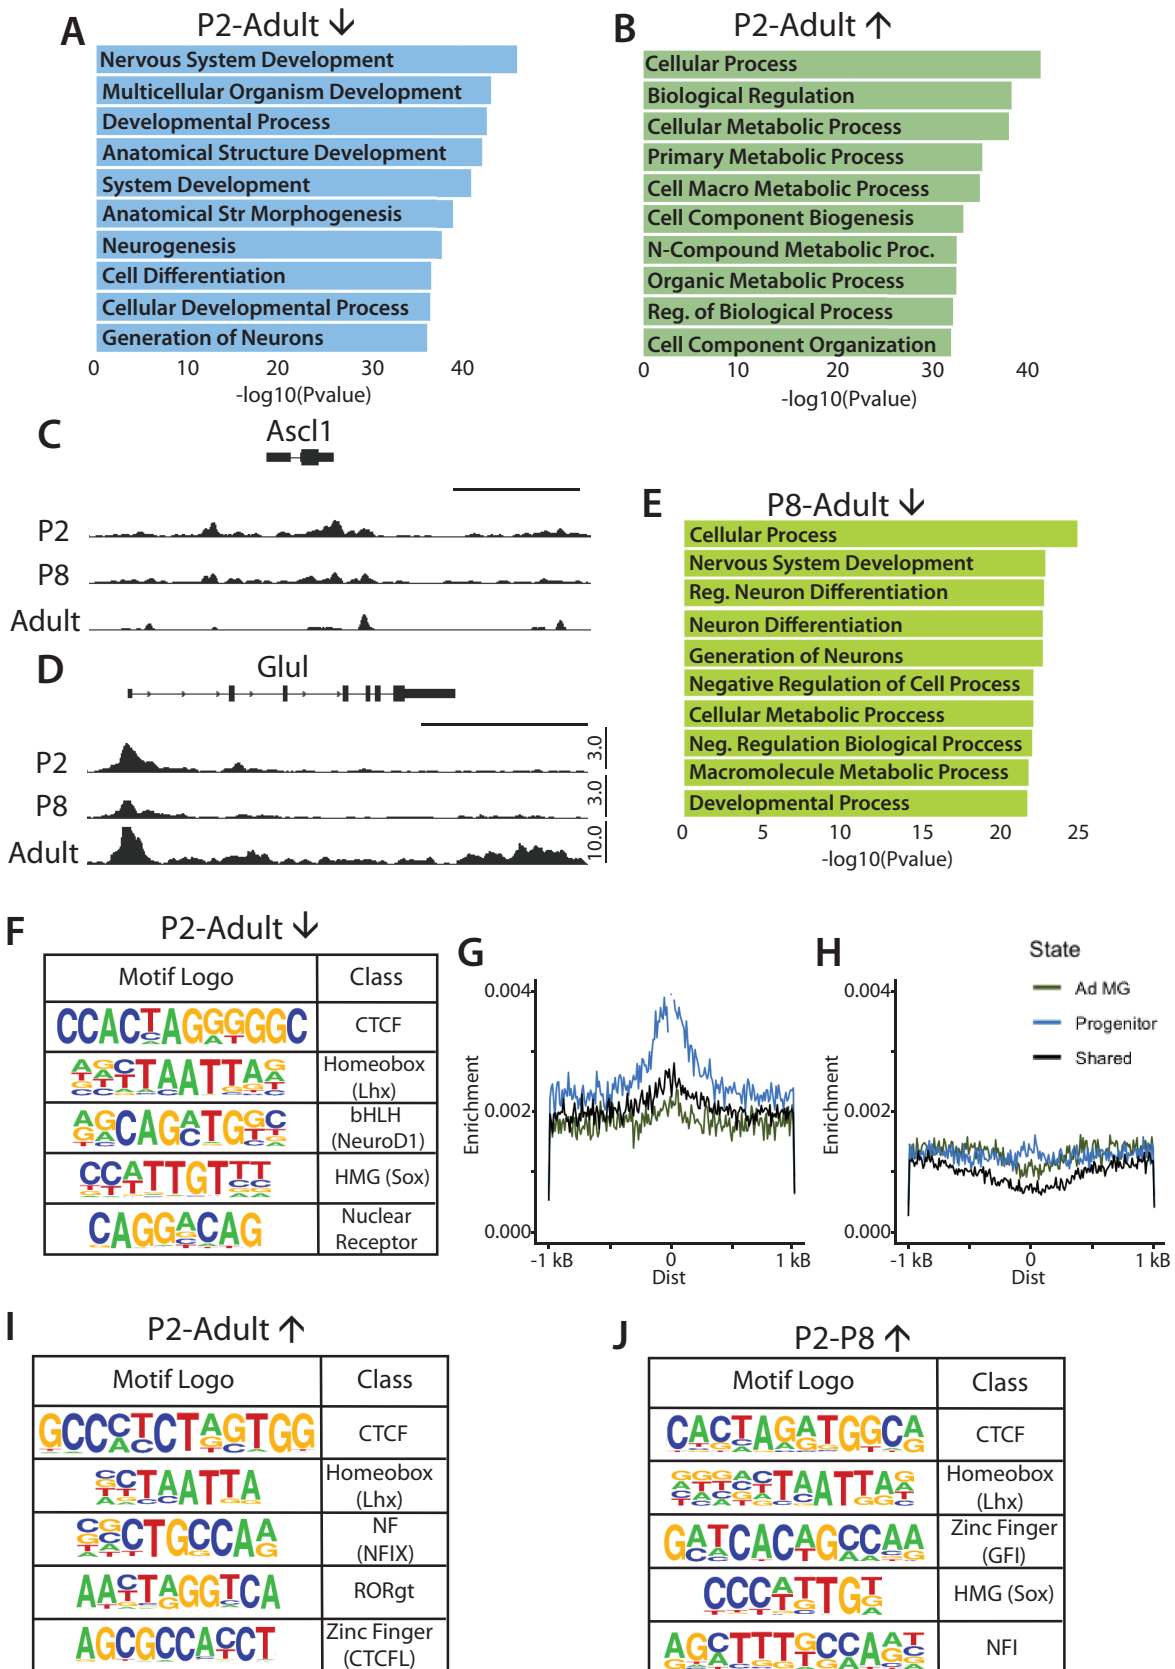 A
P2-Adult ↓
Nervous System Development
Multicellular Organism Development
Developmental Process
Anatomical Structure Development
System Development
Anatomical Str Morphogenesis
Neurogenesis
Cell Differentiation
Cellular Developmental Process
Generation of Neurons
0 10 20 30 40
-log10(Pvalue)
B
P2-Adult ↑
Cellular Process
Biological Regulation
Cellular Metabolic Process
Primary Metabolic Process
Cell Macro Metabolic Process
Cell Component Biogenesis
N-Compound Metabolic Proc.
Organic Metabolic Process
Reg. of Biological Process
Cell Component Organization
0 10 20 30 40
-log10(Pvalue)
C
Ascl1
P2
P8
Adult
D
Glul
P2
3.0
P8
3.0
Adult
10.0
E
P8-Adult ↓
Cellular Process
Nervous System Development
Reg. Neuron Differentiation
Neuron Differentiation
Generation of Neurons
Negative Regulation of Cell Process
Cellular Metabolic Proccess
Neg. Regulation Biological Proccess
Macromolecule Metabolic Process
Developmental Process
0 5 10 15 20 25
-log10(Pvalue)
F
P2-Adult ↓
Motif Logo Class
CCACTAGGGGGC CTCF
Homeobox
(Lhx)
bHLH
(NeuroD1)
HMG (Sox)
Nuclear
Receptor
G
0.004
0.002
0.000
Enrichment
-1 kB 0 1 kB
Dist
H
0.004
0.002
0.000
Enrichment
-1 kB 0 1 kB
Dist
State
Ad MG
Progenitor
Shared
I
P2-Adult ↑
Motif Logo Class
CTCF
Homeobox
(Lhx)
NF
(NFIX)
RORgt
Zinc Finger
(CTCFL)
J
P2-P8 ↑
Motif Logo Class
CTCF
Homeobox
(Lhx)
Zinc Finger
(GFI)
HMG (Sox)
NFI